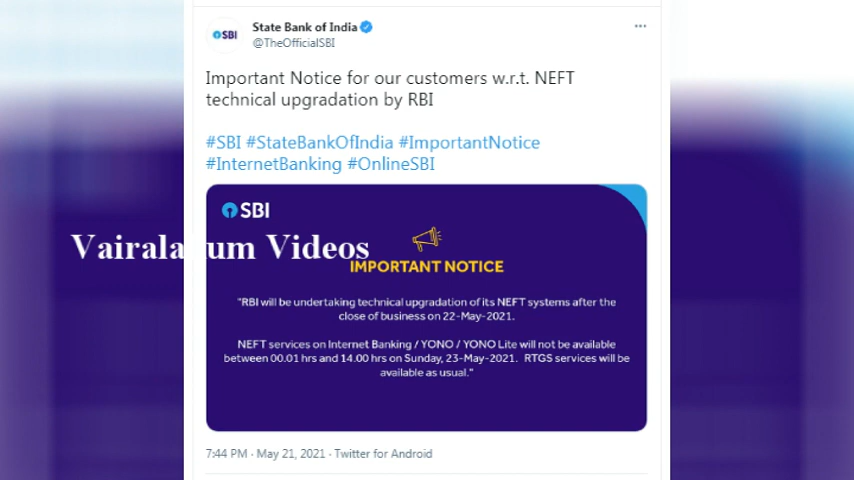 State Bank of India
@TheOfficialSBI
Important Notice for our customers w.r.t. NEFT
technical upgradation by RBI
#SBI #StateBankOfIndia #ImportantNotice
#InternetBanking #OnlineSBI
SBI
Videos
IMPORTANT NOTICE
"RBI will be undertaking technical upgradation of its NEFT systems after the
close of business on 22-May-2021.
NEFT services on Internet Banking / YONO / YONO Lite will not be available
between 00.01 hrs and 14.00 hrs on Sunday, 23-May-2021. RTGS services will be
available as usual."
7:44 PM · May 21, 2021 · Twitter for Android